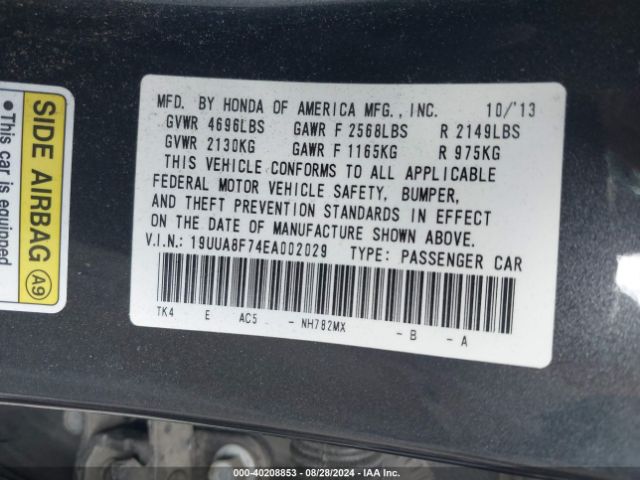 SIDE AIRBAG A9
•This car is equipped
MFD. BY HONDA OF AMERICA MFG., INC. 10/'13
GVWR 4696LBS GAWR F 2568LBS R 2149LBS
GVWR 2130KG GAWR F 1165KG R 975KG
THIS VEHICLE CONFORMS TO ALL APPLICABLE
FEDERAL MOTOR VEHICLE SAFETY, BUMPER,
AND THEFT PREVENTION STANDARDS IN EFFECT
ON THE DATE OF MANUFACTURE SHOWN ABOVE.
V.I.N.: 19UUA8F74EA002029 TYPE: PASSENGER CAR
TK4 E AC5 - NH782MX - B - A
000-40208853 - 08/28/2024 - IAA Inc.